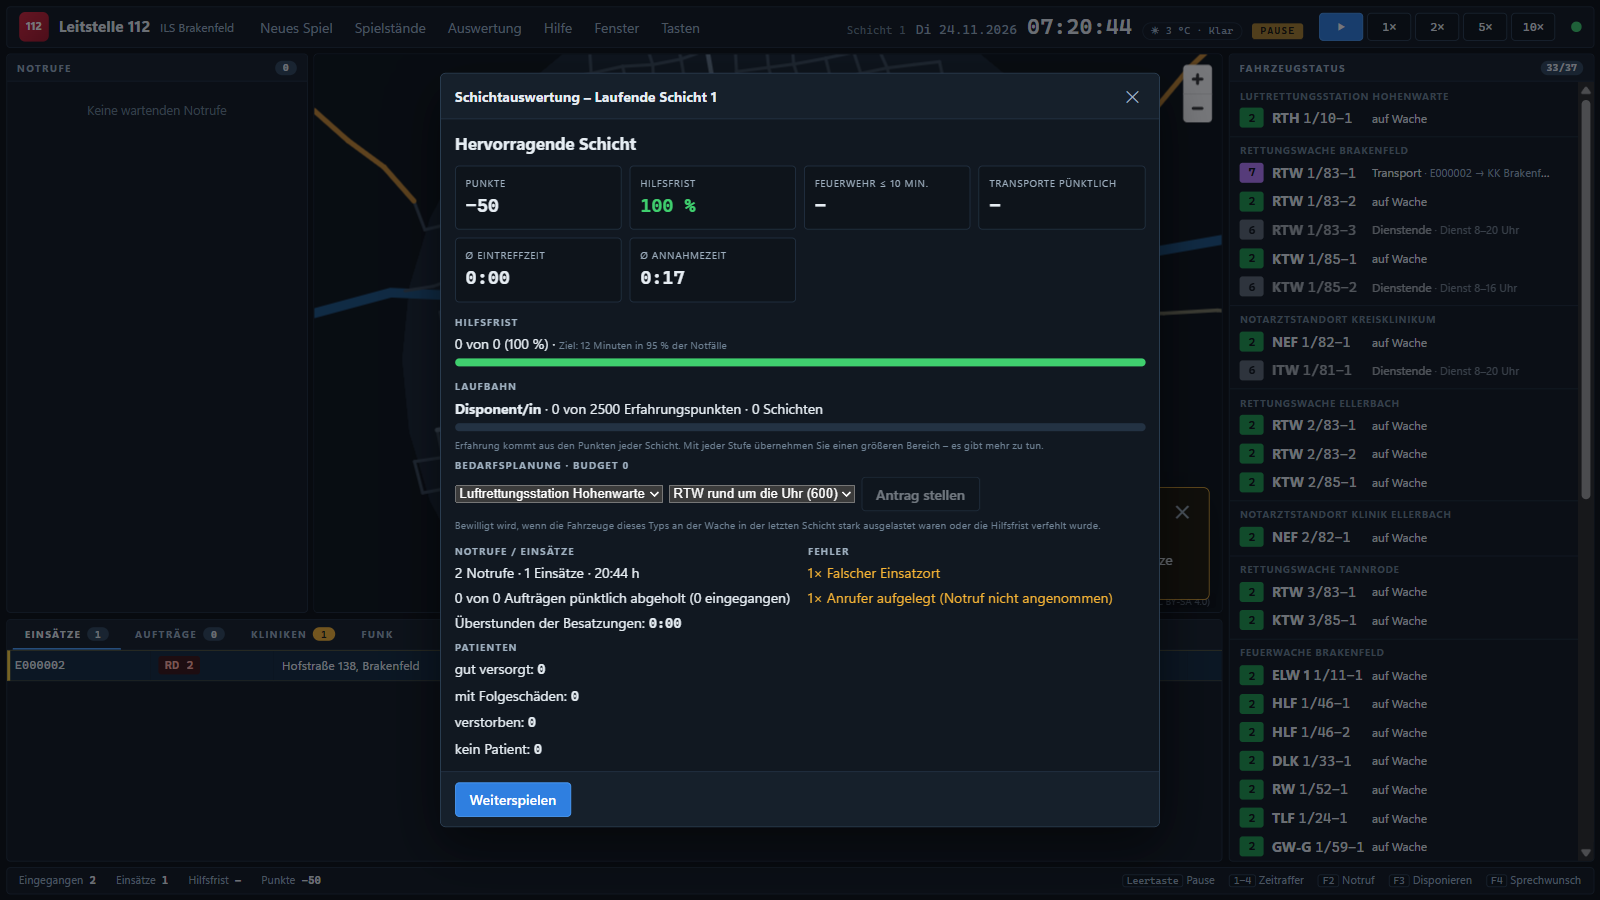 112 Leitstelle 112 ILS Brakenfeld Neues Spiel Spielstände Auswertung Hilfe Fenster Tasten Schicht 1 Di 24.11.2026 07:20:44 ☀ 3 °C · Klar PAUSE ▶ 1× 2× 5× 10×
NOTRUFE 0
Keine wartenden Notrufe
+
−
Schichtauswertung – Laufende Schicht 1
Hervorragende Schicht
PUNKTE
−50
HILFSFRIST
100 %
FEUERWEHR ≤ 10 MIN.
–
TRANSPORTE PÜNKTLICH
–
Ø EINTREFFZEIT
0:00
Ø ANNAHMEZEIT
0:17
HILFSFRIST
0 von 0 (100 %) · Ziel: 12 Minuten in 95 % der Notfälle
LAUFBAHN
Disponent/in · 0 von 2500 Erfahrungspunkten · 0 Schichten
Erfahrung kommt aus den Punkten jeder Schicht. Mit jeder Stufe übernehmen Sie einen größeren Bereich – es gibt mehr zu tun.
BEDARFSPLANUNG · BUDGET 0
Luftrettungsstation Hohenwarte RTW rund um die Uhr (600) Antrag stellen
Bewilligt wird, wenn die Fahrzeuge dieses Typs an der Wache in der letzten Schicht stark ausgelastet waren oder die Hilfsfrist verfehlt wurde.
NOTRUFE / EINSÄTZE
2 Notrufe · 1 Einsätze · 20:44 h
0 von 0 Aufträgen pünktlich abgeholt (0 eingegangen)
Überstunden der Besatzungen: 0:00
FEHLER
1× Falscher Einsatzort
1× Anrufer aufgelegt (Notruf nicht angenommen)
PATIENTEN
gut versorgt: 0
mit Folgeschäden: 0
verstorben: 0
kein Patient: 0
Weiterspielen
ze
BY-SA 4.0)
EINSÄTZE 1 AUFTRÄGE 0 KLINIKEN 1 FUNK
E000002 RD 2 Hofstraße 138, Brakenfeld
FAHRZEUGSTATUS 33/37
LUFTRETTUNGSSTATION HOHENWARTE
2 RTH 1/10–1 auf Wache
RETTUNGSWACHE BRAKENFELD
7 RTW 1/83–1 Transport · E000002 → KK Brakenf...
2 RTW 1/83–2 auf Wache
6 RTW 1/83–3 Dienstende · Dienst 8–20 Uhr
2 KTW 1/85–1 auf Wache
6 KTW 1/85–2 Dienstende · Dienst 8–16 Uhr
NOTARZTSTANDORT KREISKLINIKUM
2 NEF 1/82–1 auf Wache
6 ITW 1/81–1 Dienstende · Dienst 8–20 Uhr
RETTUNGSWACHE ELLERBACH
2 RTW 2/83–1 auf Wache
2 RTW 2/83–2 auf Wache
2 KTW 2/85–1 auf Wache
NOTARZTSTANDORT KLINIK ELLERBACH
2 NEF 2/82–1 auf Wache
RETTUNGSWACHE TANNRODE
2 RTW 3/83–1 auf Wache
2 KTW 3/85–1 auf Wache
FEUERWACHE BRAKENFELD
2 ELW 1 1/11–1 auf Wache
2 HLF 1/46–1 auf Wache
2 HLF 1/46–2 auf Wache
2 DLK 1/33–1 auf Wache
2 RW 1/52–1 auf Wache
2 TLF 1/24–1 auf Wache
2 GW-G 1/59–1 auf Wache
Eingegangen 2 Einsätze 1 Hilfsfrist – Punkte −50 Leertaste Pause 1–4 Zeitraffer F2 Notruf F3 Disponieren F4 Sprechwunsch